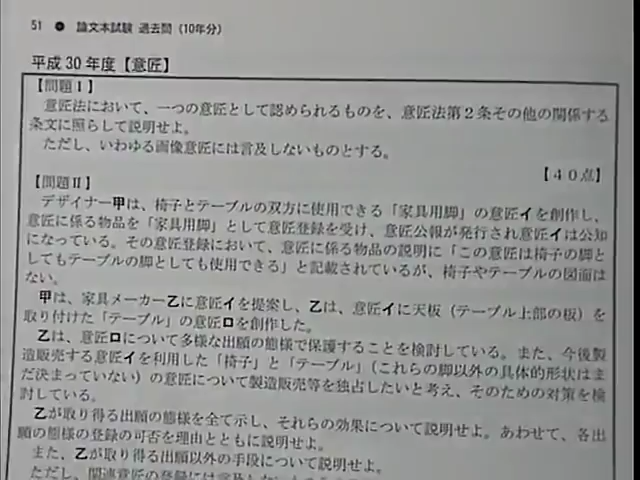 51 ● 論文本試験 過去問（10年分）
平成30年度【意匠】
【問題Ⅰ】
意匠法において、一つの意匠として認められるものを、意匠法第2条その他の関係する
条文に照らして説明せよ。
ただし、いわゆる画像意匠には言及しないものとする。
【40点】
【問題Ⅱ】
デザイナー甲は、椅子とテーブルの双方に使用できる「家具用脚」の意匠イを創作し、
意匠に係る物品を「家具用脚」として意匠登録を受け、意匠公報が発行され意匠イは公知
になっている。その意匠登録において、意匠に係る物品の説明に「この意匠は椅子の脚と
してもテーブルの脚としても使用できる」と記載されているが、椅子やテーブルの図面は
ない。
甲は、家具メーカー乙に意匠イを提案し、乙は、意匠イに天板（テーブル上部の板）を
取り付けた「テーブル」の意匠ロを創作した。
乙は、意匠ロについて多様な出願の態様で保護することを検討している。また、今後製
造販売する意匠イを利用した「椅子」と「テーブル」（これらの脚以外の具体的形状はま
だ決まっていない）の意匠について製造販売等を独占したいと考え、そのための対策を検
討している。
乙が取り得る出願の態様を全て示し、それらの効果について説明せよ。あわせて、各出
願の態様の登録の可否を理由とともに説明せよ。
また、乙が取り得る出願以外の手段について説明せよ。
ただし、関連意匠の登録には言及しない